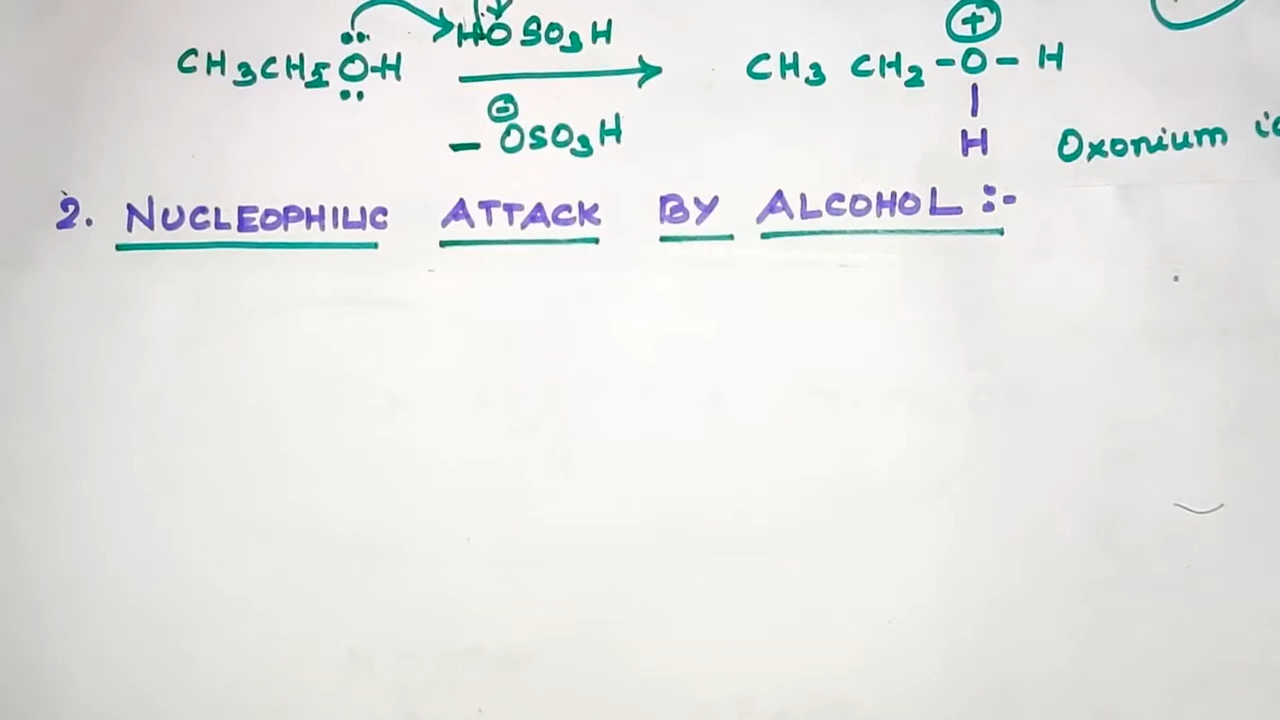 HOSO₃H
CH₃CH₂OH → CH₃ CH₂-O-H
⊕
⊖
- OSO₃H
H
Oxonium
2. NUCLEOPHILIC ATTACK BY ALCOHOL :-